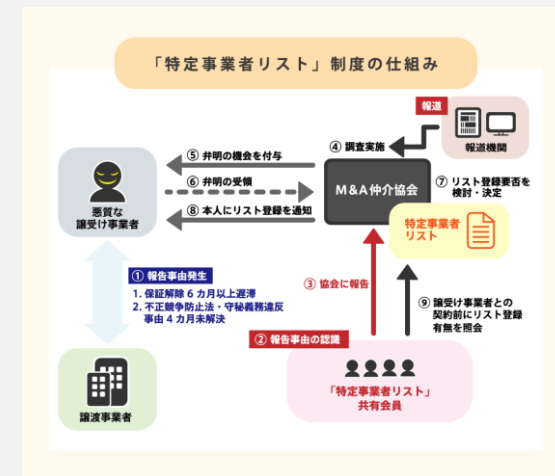 「特定事業者リスト」制度の仕組み
報道
報道機関
④ 調査実施
⑤ 弁明の機会を付与
⑥ 弁明の受領
⑧ 本人にリスト登録を通知
悪質な
譲受け事業者
M&A仲介協会
⑦ リスト登録要否を
検討・決定
特定事業者
リスト
① 報告事由発生
1. 保証解除 6 カ月以上遅滞
2. 不正競争防止法・守秘義務違反
事由 4 カ月未解決
③ 協会に報告
⑨ 譲受け事業者との
契約前にリスト登録
有無を照会
② 報告事由の認識
「特定事業者リスト」
共有会員
譲渡事業者